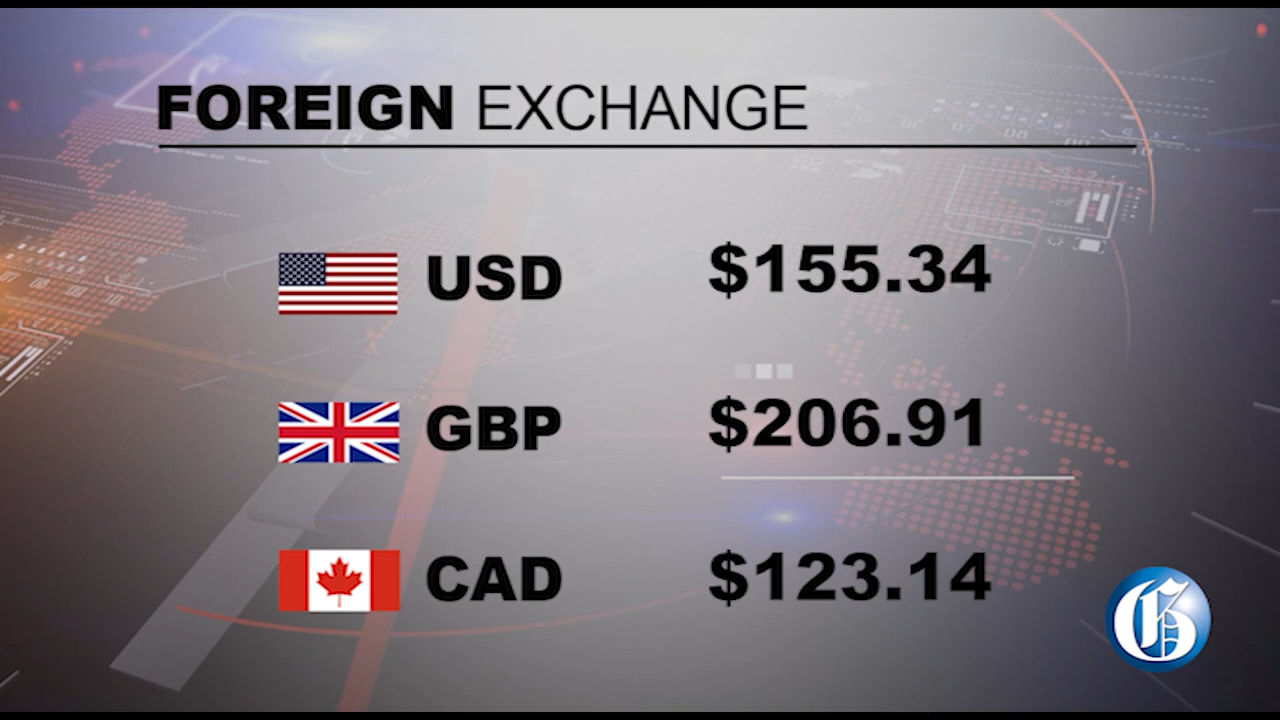 FOREIGN EXCHANGE
USD $155.34
GBP $206.91
CAD $123.14
G